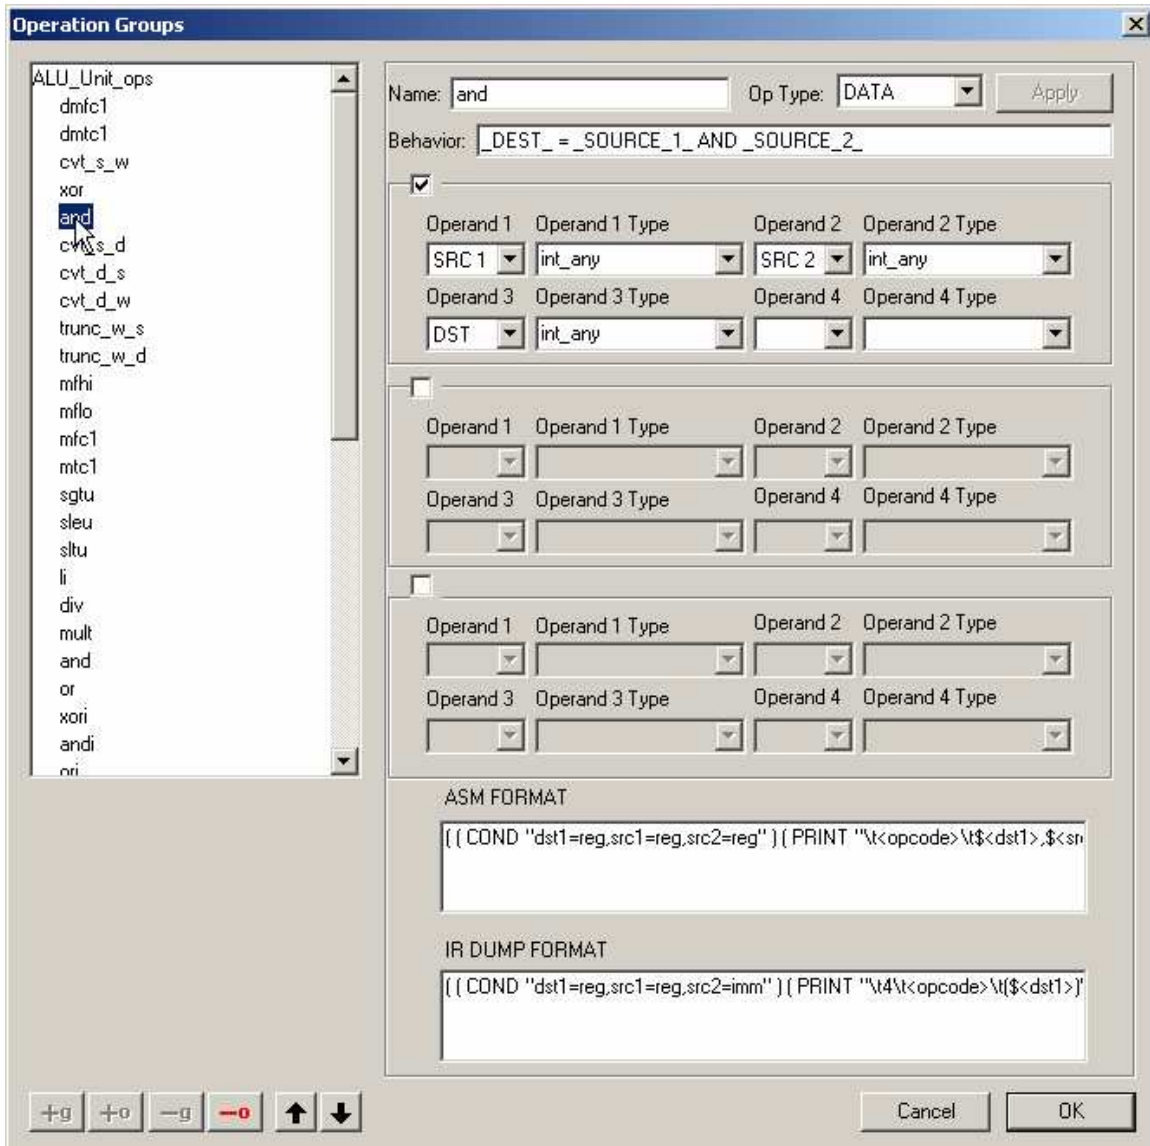 Operation Groups
ALU_Unit_ops
dmfc1
dmtc1
cvt_s_w
xor
and
cvt_s_d
cvt_d_s
cvt_d_w
trunc_w_s
trunc_w_d
mfhi
mflo
mfc1
mtc1
sgtu
sleu
sltu
li
div
mult
and
or
xori
andi
ori
Name: and Op Type: DATA Apply
Behavior: _DEST_ = _SOURCE_1_ AND _SOURCE_2_
Operand 1 Operand 1 Type Operand 2 Operand 2 Type
SRC 1 int_any SRC 2 int_any
Operand 3 Operand 3 Type Operand 4 Operand 4 Type
DST int_any
Operand 1 Operand 1 Type Operand 2 Operand 2 Type
Operand 3 Operand 3 Type Operand 4 Operand 4 Type
Operand 1 Operand 1 Type Operand 2 Operand 2 Type
Operand 3 Operand 3 Type Operand 4 Operand 4 Type
ASM FORMAT
( ( COND "dst1=reg,src1=reg,src2=reg" ) ( PRINT "\t<opcode>\t$<dst1>,$<sr
IR DUMP FORMAT
( ( COND "dst1=reg,src1=reg,src2=imm" ) ( PRINT "\t4\t<opcode>\t($<dst1>)'
+g +o −g −o Cancel OK